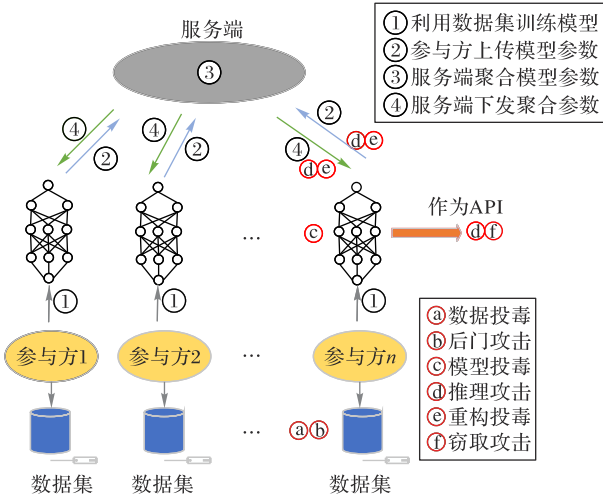 服务端
③
①利用数据集训练模型
②参与方上传模型参数
③服务端聚合模型参数
④服务端下发聚合参数
④
②
④
②
②
ⓓⓔ
④
ⓓⓔ
...
ⓒ
作为API
ⓓⓕ
①
①
①
参与方1
参与方2
参与方n
ⓐ数据投毒
ⓑ后门攻击
ⓒ模型投毒
ⓓ推理攻击
ⓔ重构投毒
ⓕ窃取攻击
...
ⓐⓑ
数据集
数据集
数据集